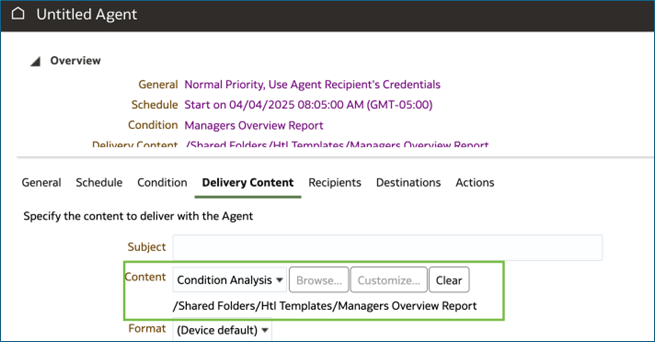 Untitled Agent
Overview
General Normal Priority, Use Agent Recipient's Credentials
Schedule Start on 04/04/2025 08:05:00 AM (GMT-05:00)
Condition Managers Overview Report
Delivery Content /Shared Folders/Htl Templates/Managers Overview Report
General Schedule Condition Delivery Content Recipients Destinations Actions
Specify the content to deliver with the Agent
Subject
Content Condition Analysis Browse... Customize... Clear
/Shared Folders/Htl Templates/Managers Overview Report
Format (Device default)